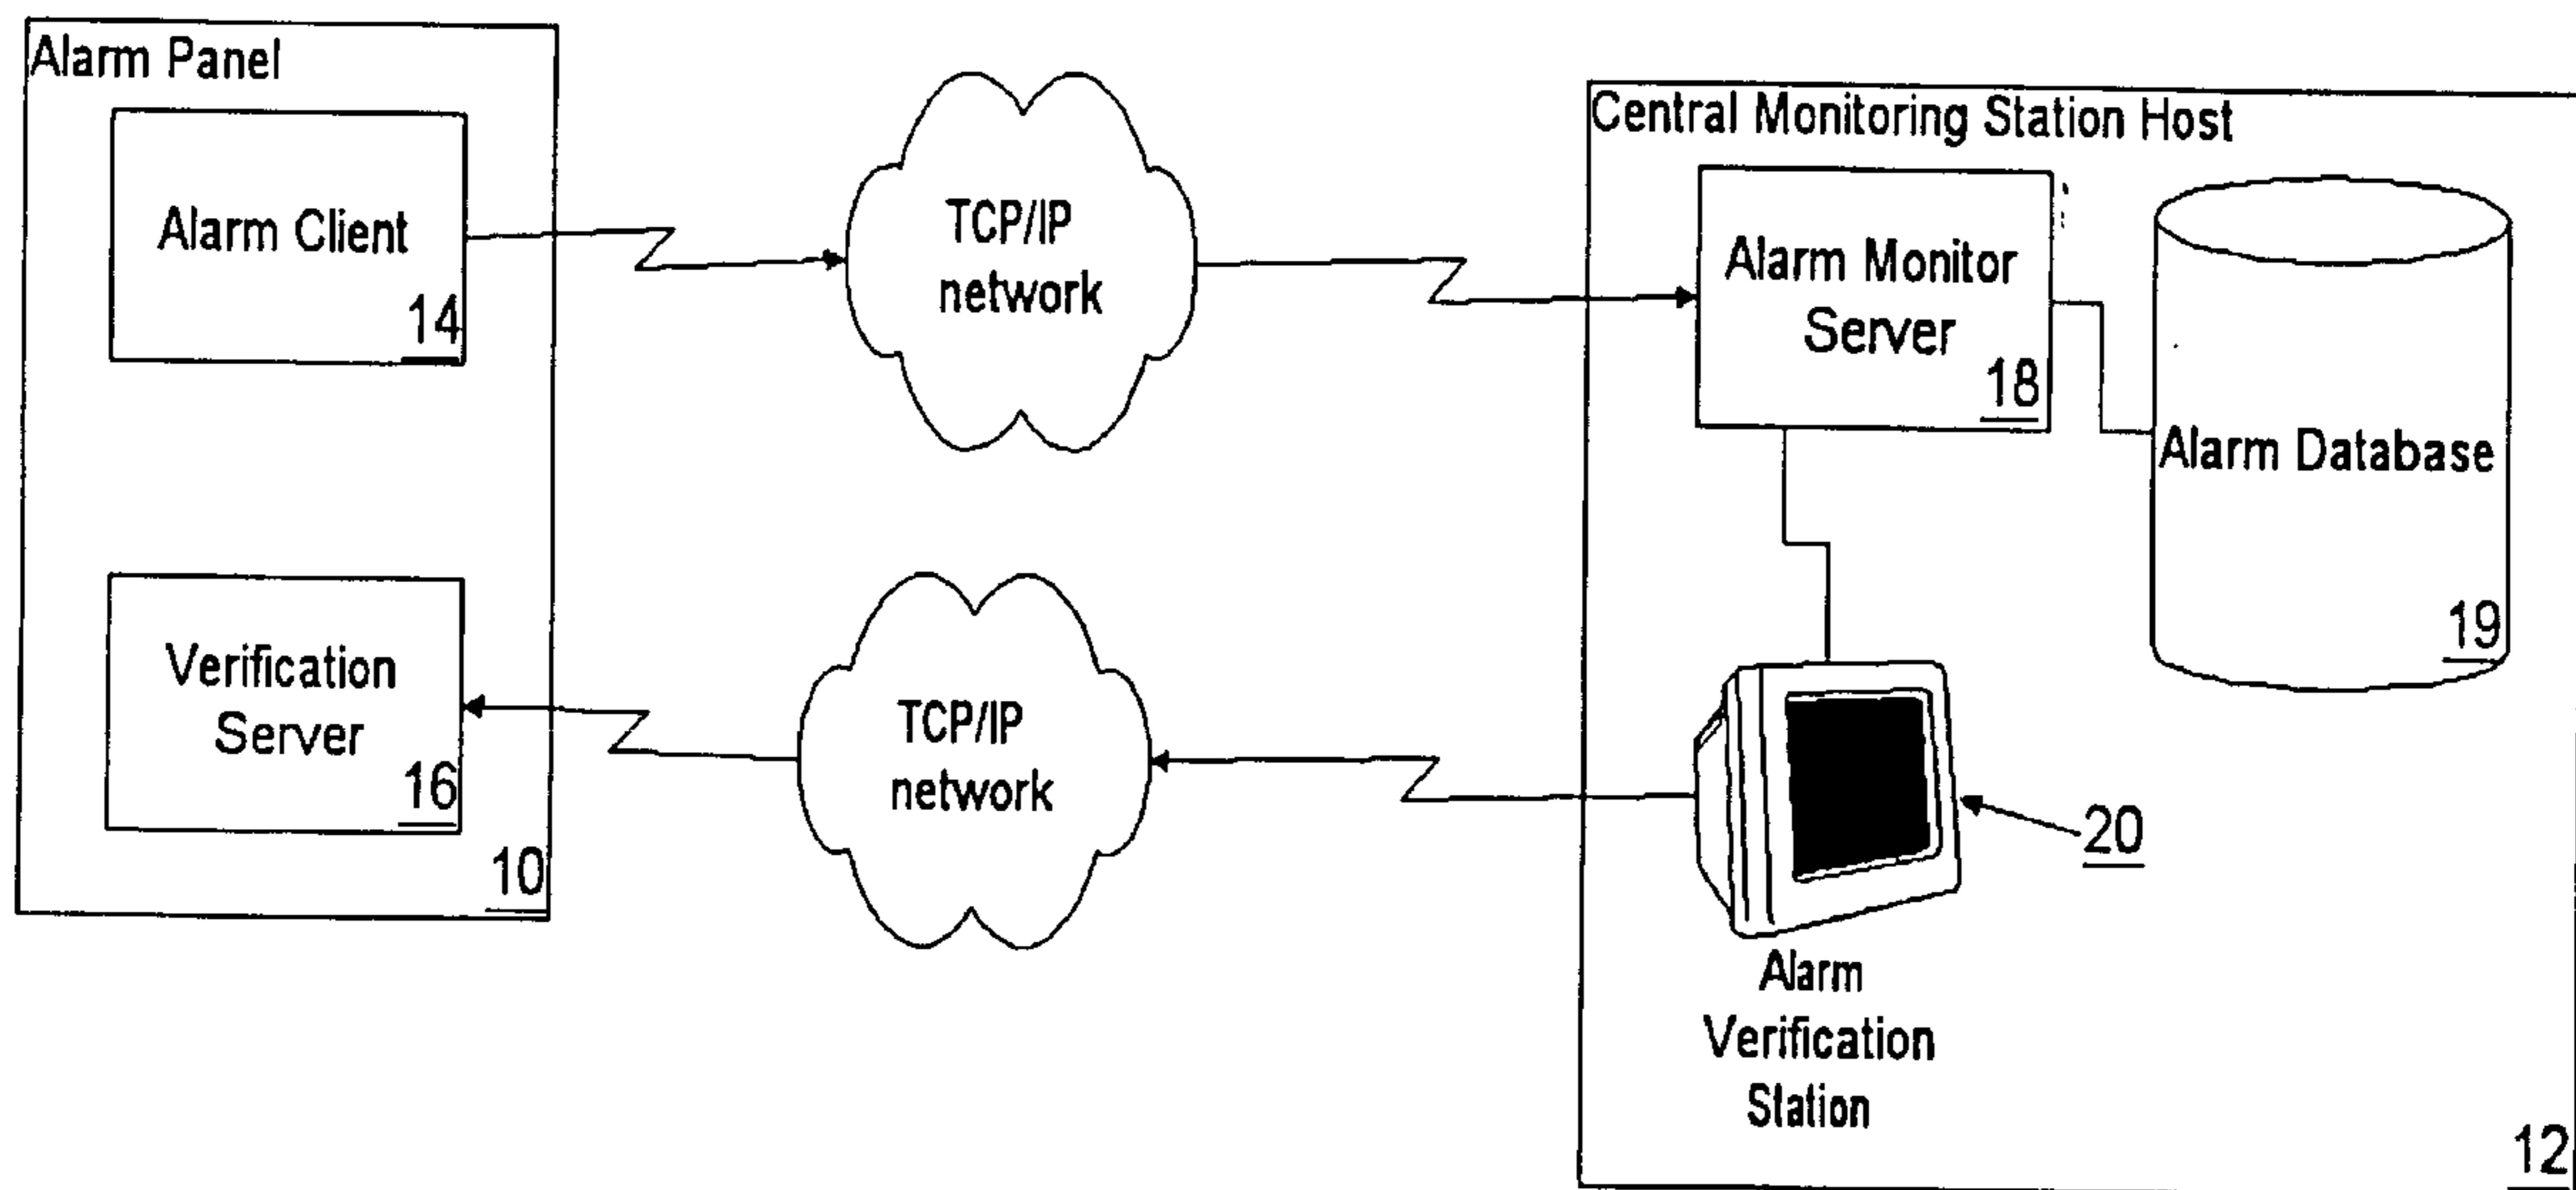 Alarm Panel
Alarm Client
14
Verification
Server
16
10
TCP/IP
network
TCP/IP
network
Central Monitoring Station Host
Alarm Monitor
Server
18
Alarm Database
19
20
Alarm
Verification
Station
12